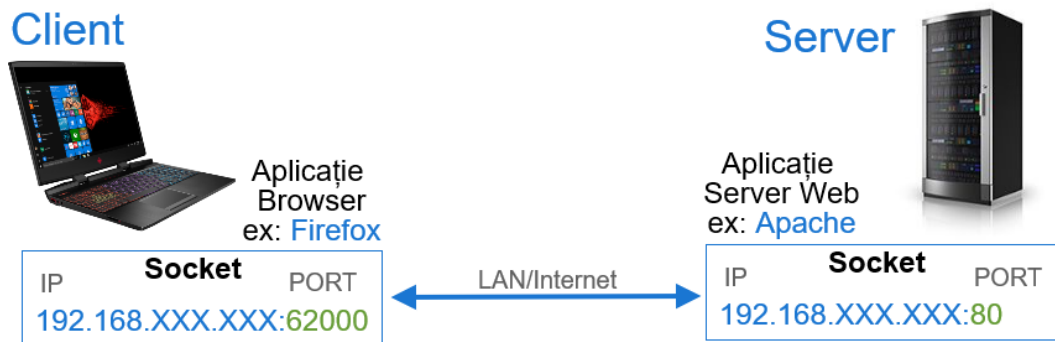 Client
Server
Aplicație
Browser
ex: Firefox
Aplicație
Server Web
ex: Apache
IP Socket PORT
192.168.XXX.XXX:62000
LAN/Internet
IP Socket PORT
192.168.XXX.XXX:80